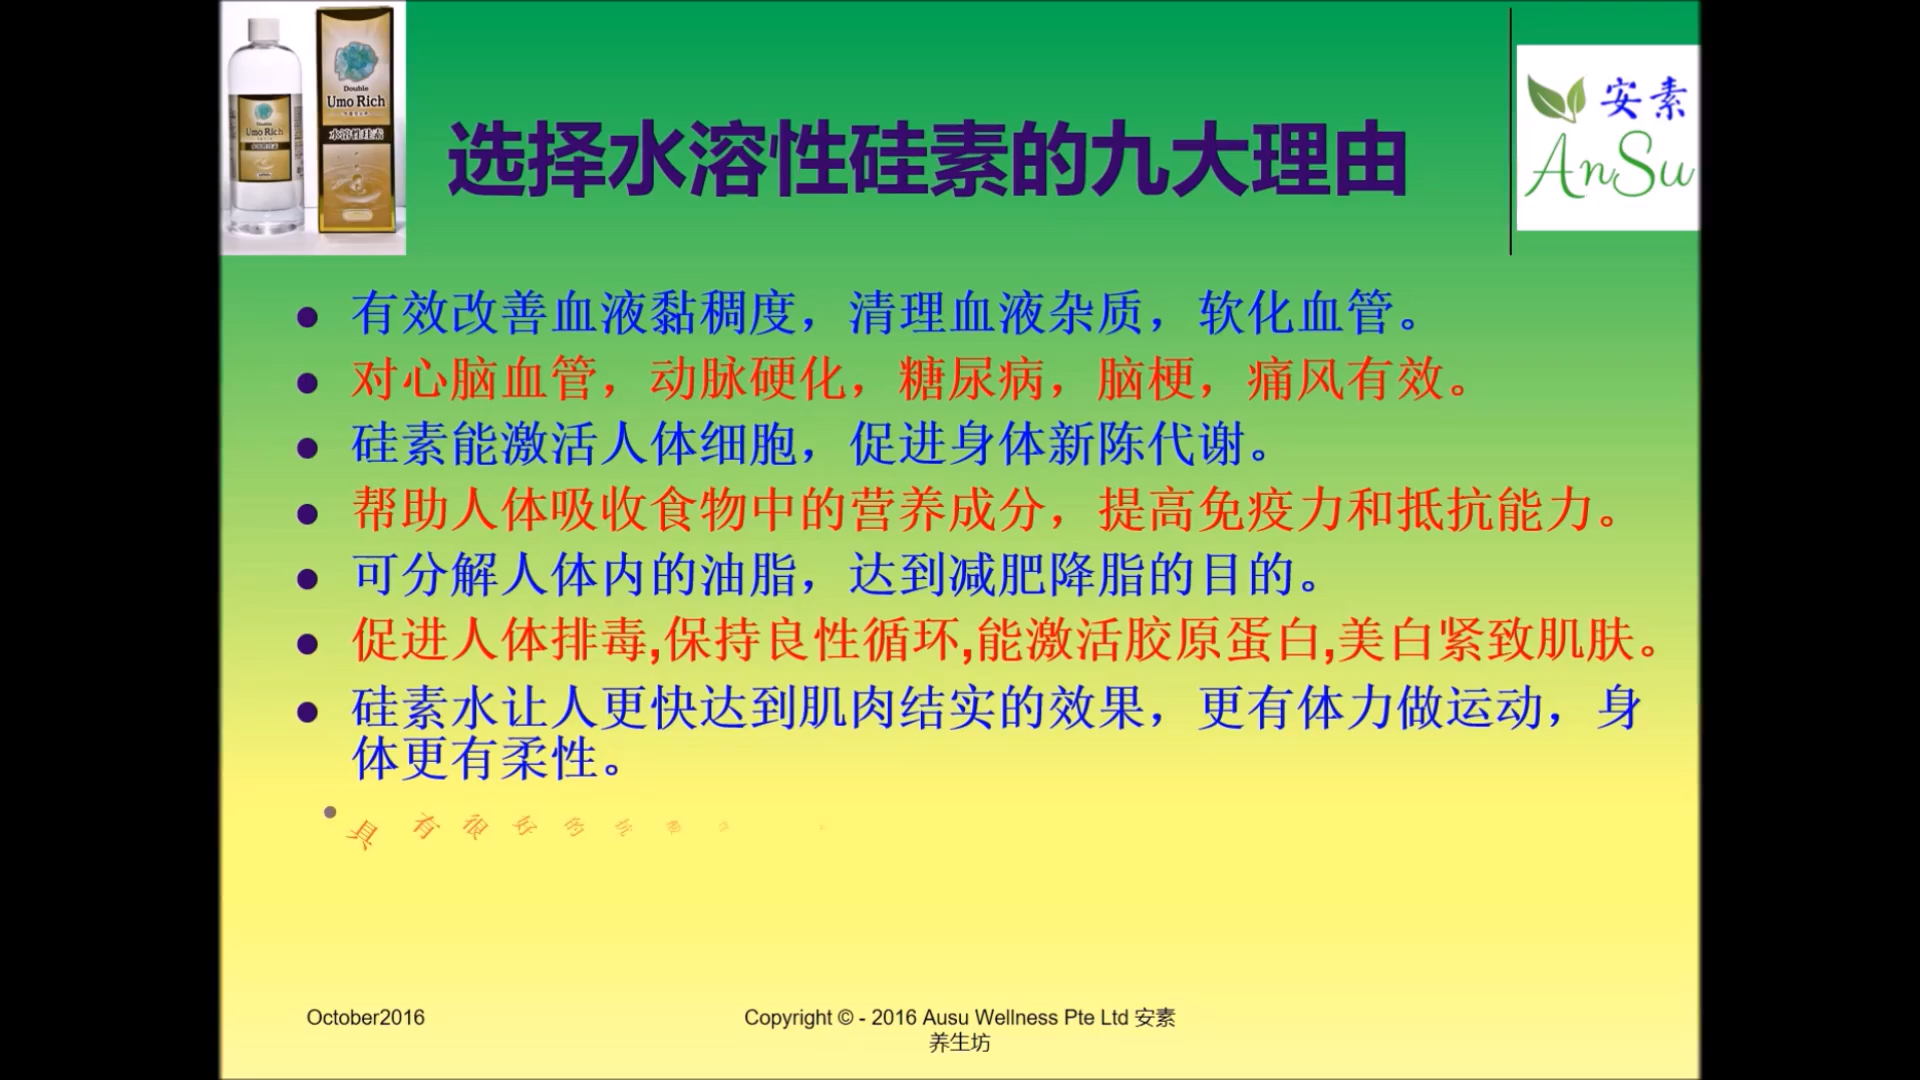 Double
Umo Rich
水溶性珪素
Double
Umo Rich
选择水溶性硅素的九大理由
安素
AnSu
有效改善血液黏稠度，清理血液杂质，软化血管。
对心脑血管，动脉硬化，糖尿病，脑梗，痛风有效。
硅素能激活人体细胞，促进身体新陈代谢。
帮助人体吸收食物中的营养成分，提高免疫力和抵抗能力。
可分解人体内的油脂，达到减肥降脂的目的。
促进人体排毒,保持良性循环,能激活胶原蛋白,美白紧致肌肤。
硅素水让人更快达到肌肉结实的效果，更有体力做运动，身
体更有柔性。
具有很好的抗
October2016
Copyright © - 2016 Ausu Wellness Pte Ltd 安素
养生坊